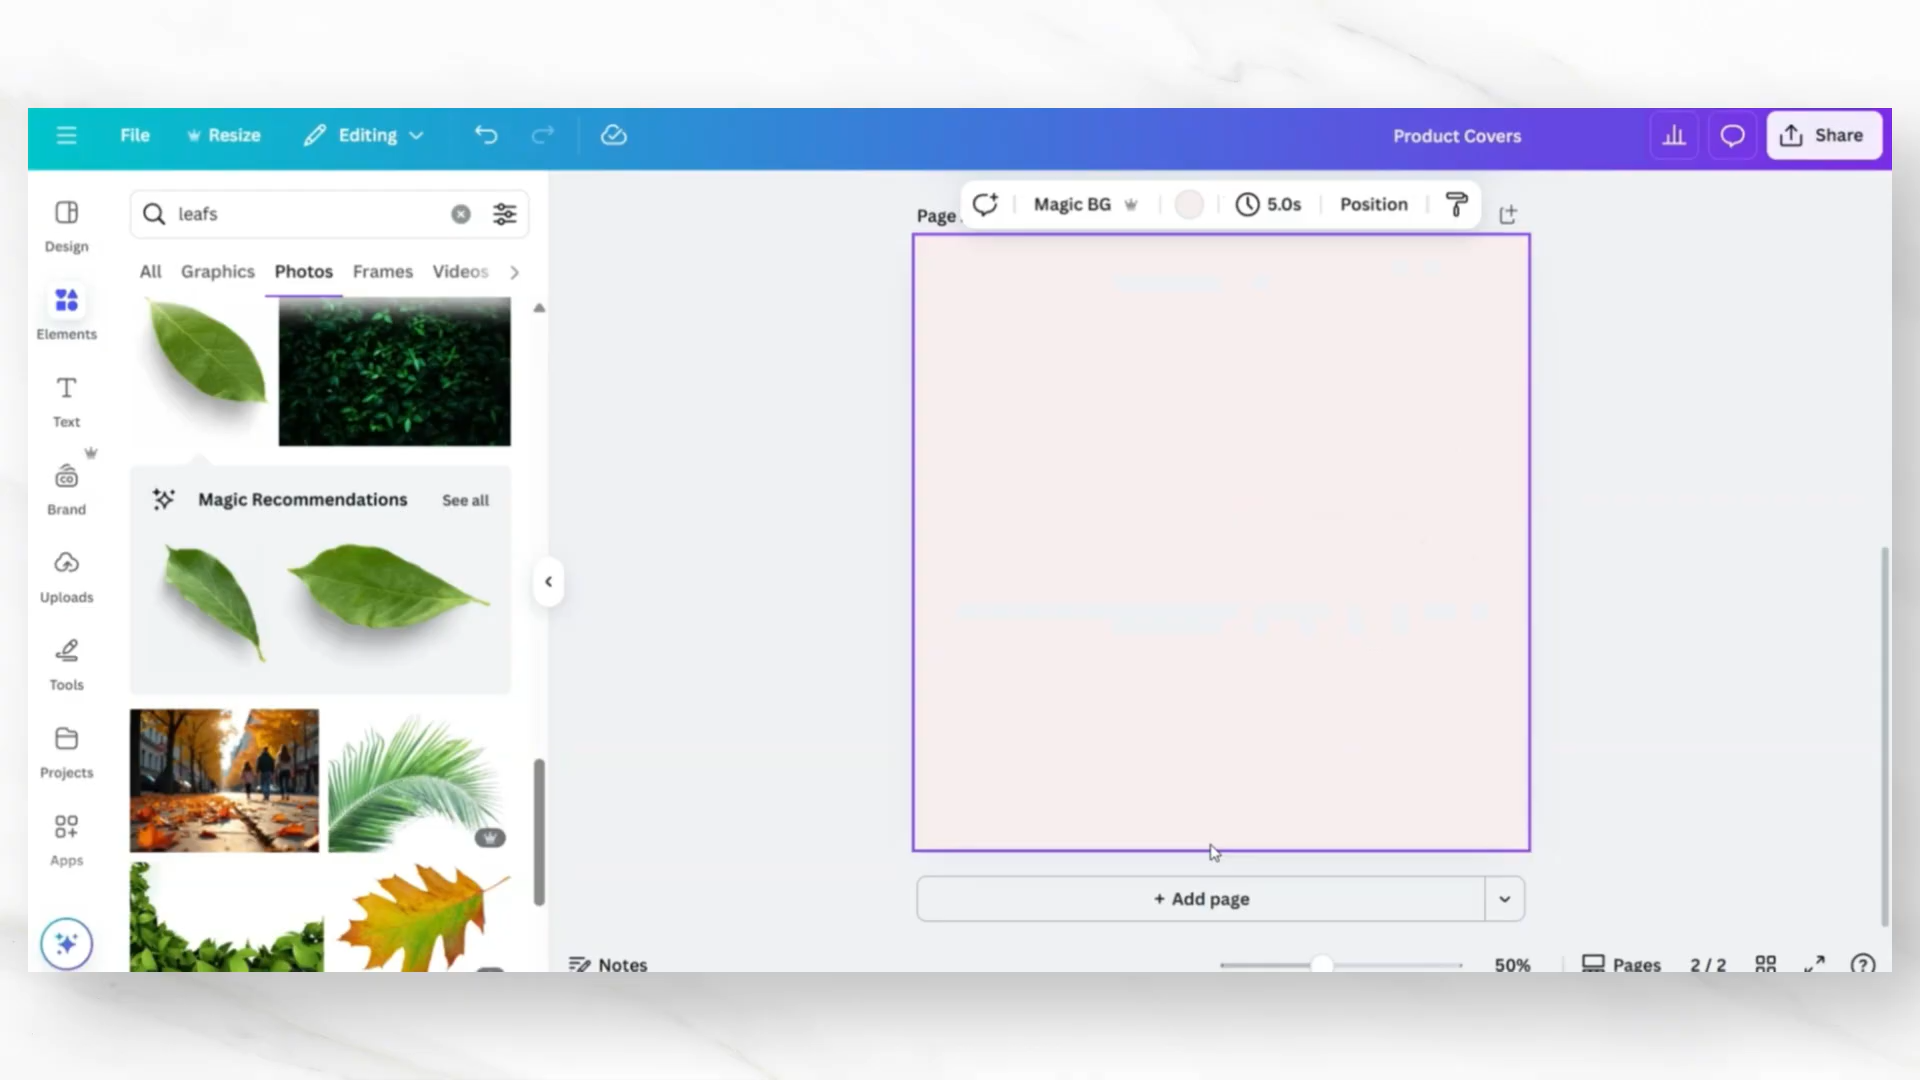 File
Resize
Editing
Product Covers
Share
Design
Elements
Text
Brand
Uploads
Tools
Projects
Apps
leafs
All Graphics Photos Frames Videos
Magic Recommendations See all
Page
Magic BG
5.0s
Position
+ Add page
Notes
50%
Pages
2 / 2